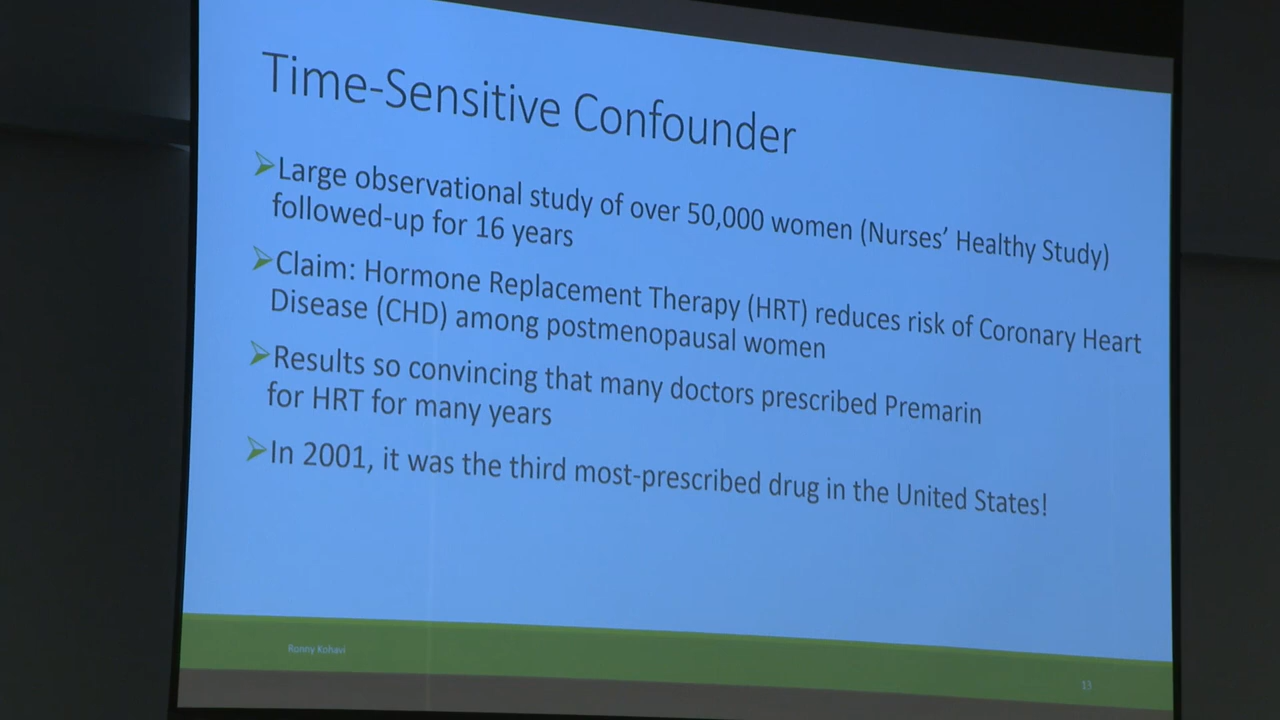 Time-Sensitive Confounder
Large observational study of over 50,000 women (Nurses’ Healthy Study)
followed-up for 16 years
Claim: Hormone Replacement Therapy (HRT) reduces risk of Coronary Heart
Disease (CHD) among postmenopausal women
Results so convincing that many doctors prescribed Premarin
for HRT for many years
In 2001, it was the third most-prescribed drug in the United States!
Ronny Kohavi
13